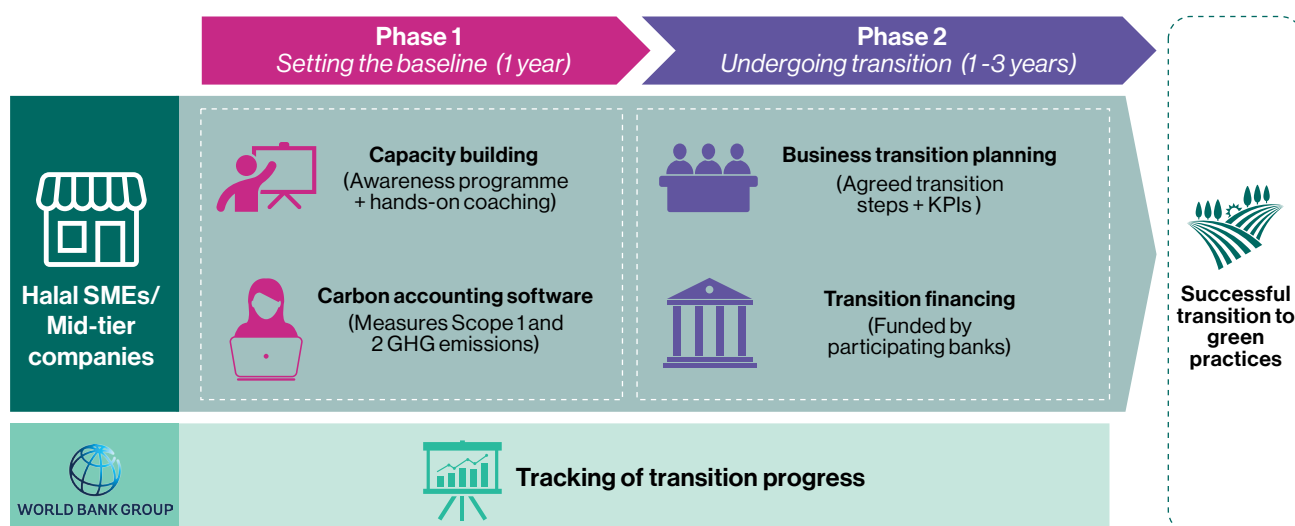 Phase 1
Setting the baseline (1 year)
Phase 2
Undergoing transition (1 -3 years)
Halal SMEs/
Mid-tier
companies
Capacity building
(Awareness programme
+ hands-on coaching)
Carbon accounting software
(Measures Scope 1 and
2 GHG emissions)
Business transition planning
(Agreed transition
steps + KPIs )
Transition financing
(Funded by
participating banks)
Successful
transition to
green
practices
WORLD BANK GROUP
Tracking of transition progress